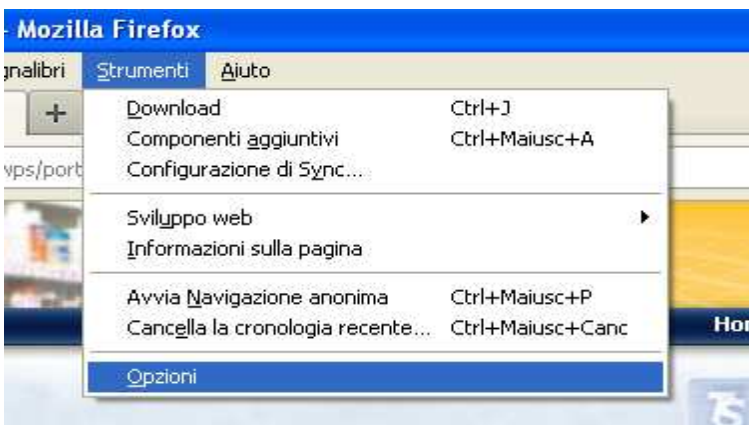 - Mozilla Firefox
gnalibri Strumenti Aiuto
Download Ctrl+J
Componenti aggiuntivi Ctrl+Maiusc+A
wps/port
Configurazione di Sync...
Sviluppo web
Informazioni sulla pagina
Avvia Navigazione anonima Ctrl+Maiusc+P
Cancella la cronologia recente... Ctrl+Maiusc+Canc
Hor
Opzioni
TS